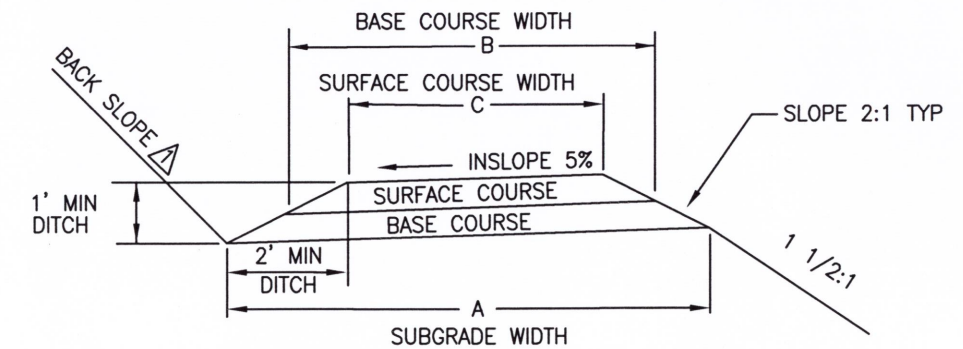 BASE COURSE WIDTH
B
BACK SLOPE 1
SURFACE COURSE WIDTH
C
SLOPE 2:1 TYP
INSLOPE 5%
SURFACE COURSE
1' MIN
DITCH
BASE COURSE
2' MIN
DITCH
1 1/2:1
A
SUBGRADE WIDTH